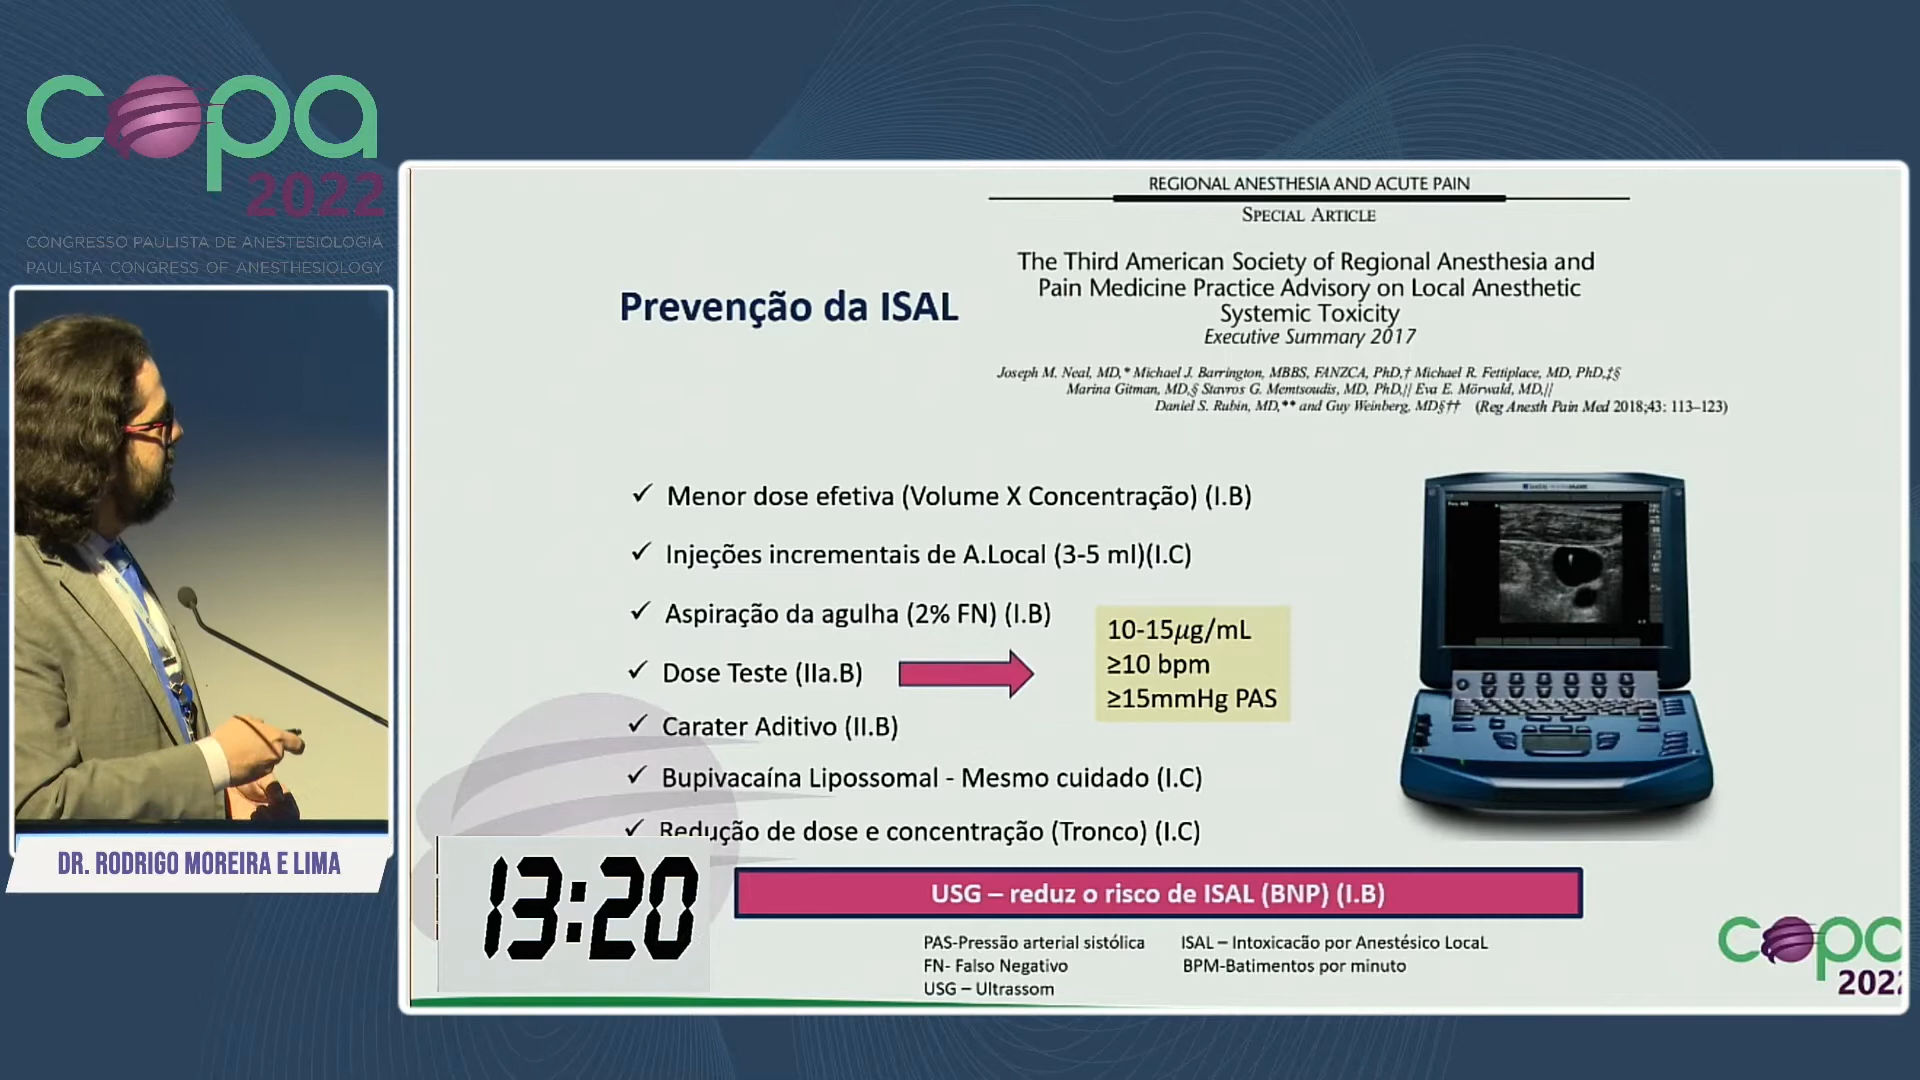 copa
2022
CONGRESSO PAULISTA DE ANESTESIOLOGIA
PAULISTA CONGRESS OF ANESTHESIOLOGY
DR. RODRIGO MOREIRA E LIMA
REGIONAL ANESTHESIA AND ACUTE PAIN
SPECIAL ARTICLE
The Third American Society of Regional Anesthesia and
Pain Medicine Practice Advisory on Local Anesthetic
Systemic Toxicity
Executive Summary 2017
Joseph M. Neal, MD,* Michael J. Barrington, MBBS, FANZCA, PhD,† Michael R. Fettiplace, MD, PhD,‡§
Marina Gitman, MD,§ Stavros G. Memtsoudis, MD, PhD,|| Eva E. Mörwald, MD,||
Daniel S. Rubin, MD,** and Guy Weinberg, MD§†† (Reg Anesth Pain Med 2018;43: 113–123)
Prevenção da ISAL
✓ Menor dose efetiva (Volume X Concentração) (I.B)
✓ Injeções incrementais de A.Local (3-5 ml)(I.C)
✓ Aspiração da agulha (2% FN) (I.B)
✓ Dose Teste (IIa.B)
10-15µg/mL
≥10 bpm
≥15mmHg PAS
✓ Carater Aditivo (II.B)
✓ Bupivacaína Lipossomal - Mesmo cuidado (I.C)
✓ Redução de dose e concentração (Tronco) (I.C)
13:20
USG – reduz o risco de ISAL (BNP) (I.B)
PAS-Pressão arterial sistólica
FN- Falso Negativo
USG – Ultrassom
ISAL – Intoxicacão por Anestésico LocaL
BPM-Batimentos por minuto
copa
2022